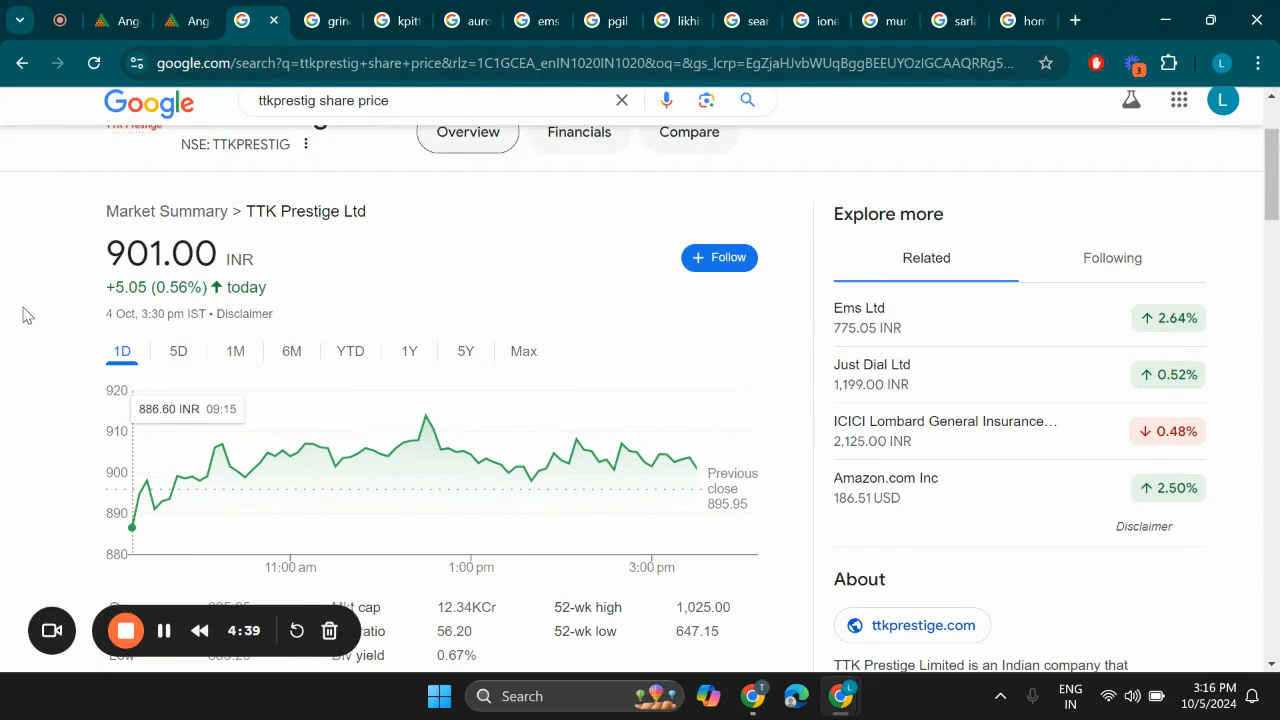 Ang
Ang
grin
kpitt
auro
ems
pgil
likhi
sear
ione
mur
sarla
hom
google.com/search?q=ttkprestig+share+price&rlz=1C1GCEA_enIN1020IN1020&oq=&gs_lcrp=EgZjaHJvbWUqBggBEEUYOzIGCAAQRRg5...
3
L
Google
ttkprestig share price
L
NSE: TTKPRESTIG
Overview
Financials
Compare
Market Summary > TTK Prestige Ltd
901.00 INR
+ Follow
+5.05 (0.56%) ↑ today
4 Oct, 3:30 pm IST • Disclaimer
1D
5D
1M
6M
YTD
1Y
5Y
Max
920
886.60 INR 09:15
910
900
890
880
Previous
close
895.95
11:00 am
1:00 pm
3:00 pm
Mkt cap
12.34KCr
52-wk high
1,025.00
56.20
52-wk low
647.15
Div yield
0.67%
4:39
Explore more
Related
Following
Ems Ltd
775.05 INR
↑ 2.64%
Just Dial Ltd
1,199.00 INR
↑ 0.52%
ICICI Lombard General Insurance...
2,125.00 INR
↓ 0.48%
Amazon.com Inc
186.51 USD
↑ 2.50%
Disclaimer
About
ttkprestige.com
TTK Prestige Limited is an Indian company that
Search
T
L
ENG
IN
3:16 PM
10/5/2024